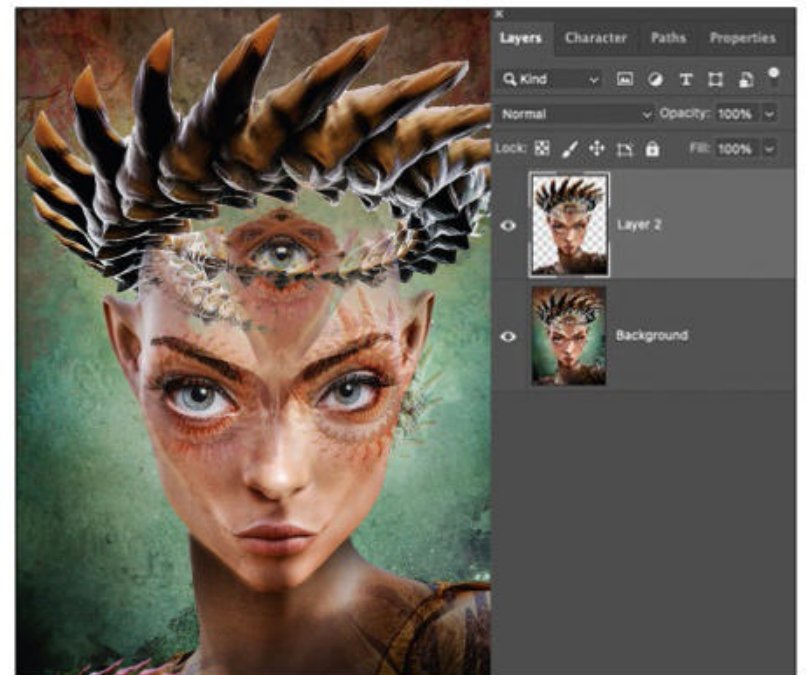 Layers Character Paths Properties
Kind
Normal Opacity: 100%
Lock: Fill: 100%
Layer 2
Background